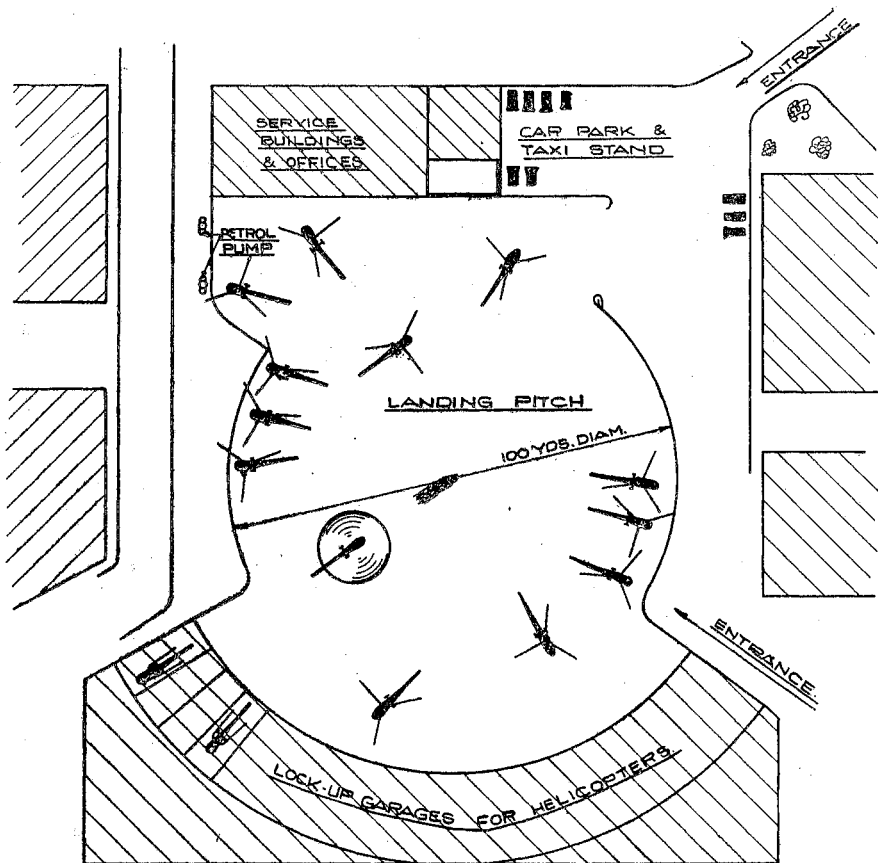 ENTRANCE
SERVICE
BUILDINGS
& OFFICES
CAR PARK &
TAXI STAND
PETROL
PUMP
LANDING PITCH
100 YDS. DIAM.
ENTRANCE.
LOCK-UP GARAGES FOR HELICOPTERS.